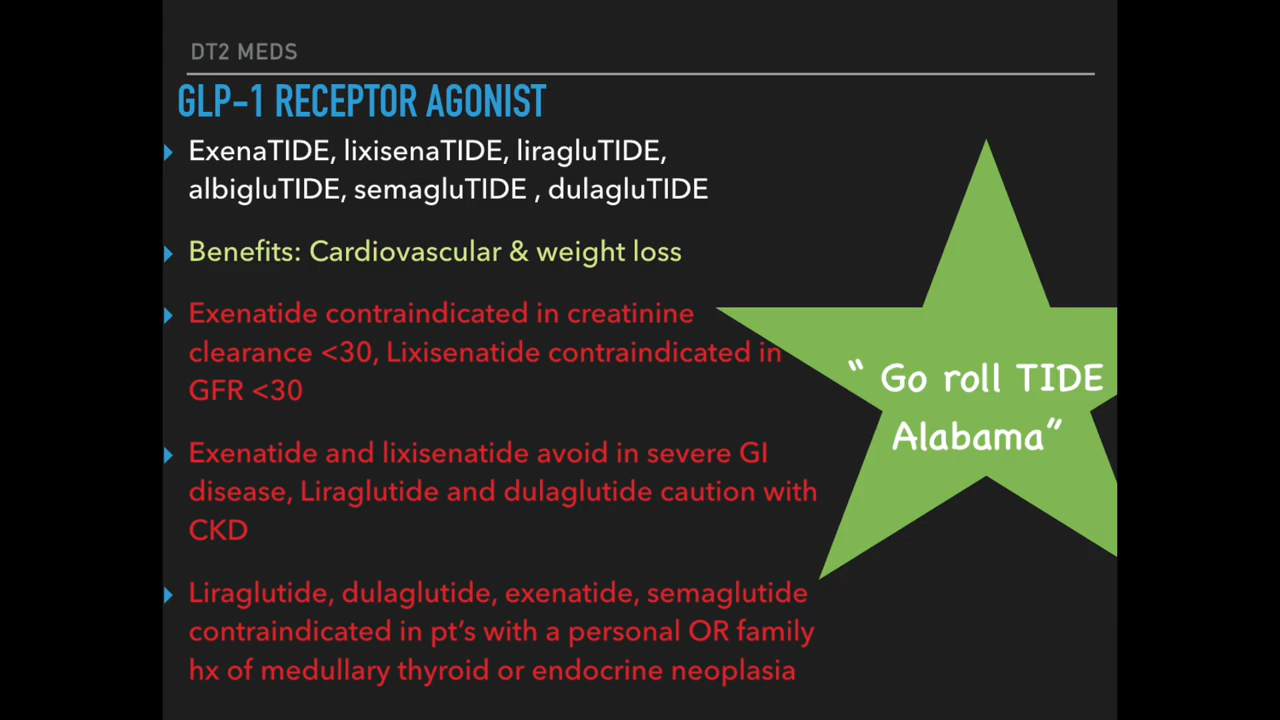 DT2 MEDS
GLP-1 RECEPTOR AGONIST
ExenaTIDE, lixisenaTIDE, liragluTIDE,
albigluTIDE, semagluTIDE , dulagluTIDE
Benefits: Cardiovascular & weight loss
Exenatide contraindicated in creatinine
clearance <30, Lixisenatide contraindicated in
GFR <30
Exenatide and lixisenatide avoid in severe GI
disease, Liraglutide and dulaglutide caution with
CKD
Liraglutide, dulaglutide, exenatide, semaglutide
contraindicated in pt’s with a personal OR family
hx of medullary thyroid or endocrine neoplasia
“ Go roll TIDE
Alabama”